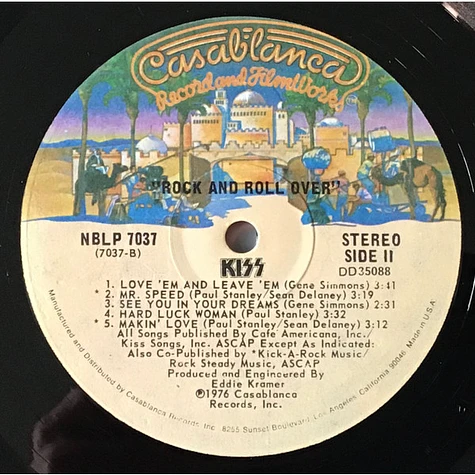 Casablanca
Record and FilmWorks
"ROCK AND ROLL OVER"
NBLP 7037
(7037-B)
STEREO
SIDE II
DD35088
KISS
1. LOVE 'EM AND LEAVE 'EM (Gene Simmons) 3:41
* 2. MR. SPEED (Paul Stanley/Sean Delaney) 3:19
3. SEE YOU IN YOUR DREAMS (Gene Simmons) 2:31
4. HARD LUCK WOMAN (Paul Stanley) 3:32
* 5. MAKIN' LOVE (Paul Stanley/Sean Delaney) 3:12
All Songs Published By Cafe Americana, Inc./
Kiss Songs, Inc. ASCAP Except As Indicated:
Also Co-Published by *Kick-A-Rock Music/
Rock Steady Music, ASCAP
Produced and Engineered By
Eddie Kramer
℗1976 Casablanca
Records, Inc.
Manufactured and Distributed by Casablanca Records, Inc. 8255 Sunset Boulevard, Los Angeles, California 90046 Made in U.S.A.